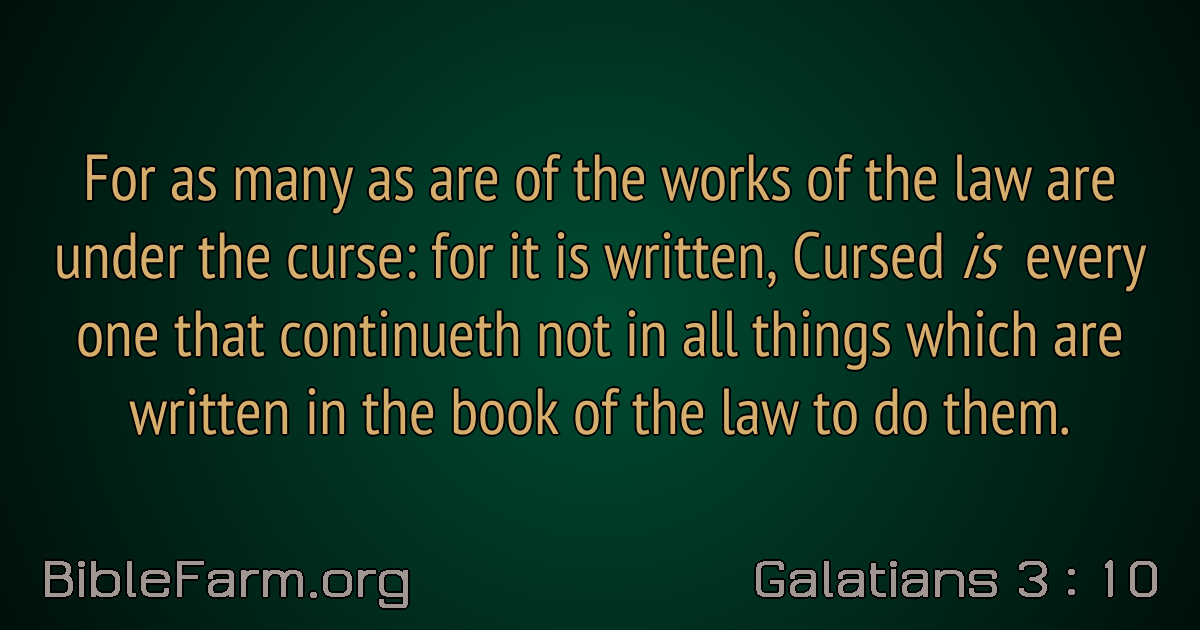 For as many as are of the works of the law are
under the curse: for it is written, Cursed is every
one that continueth not in all things which are
written in the book of the law to do them.
BibleFarm.org
Galatians 3 : 10